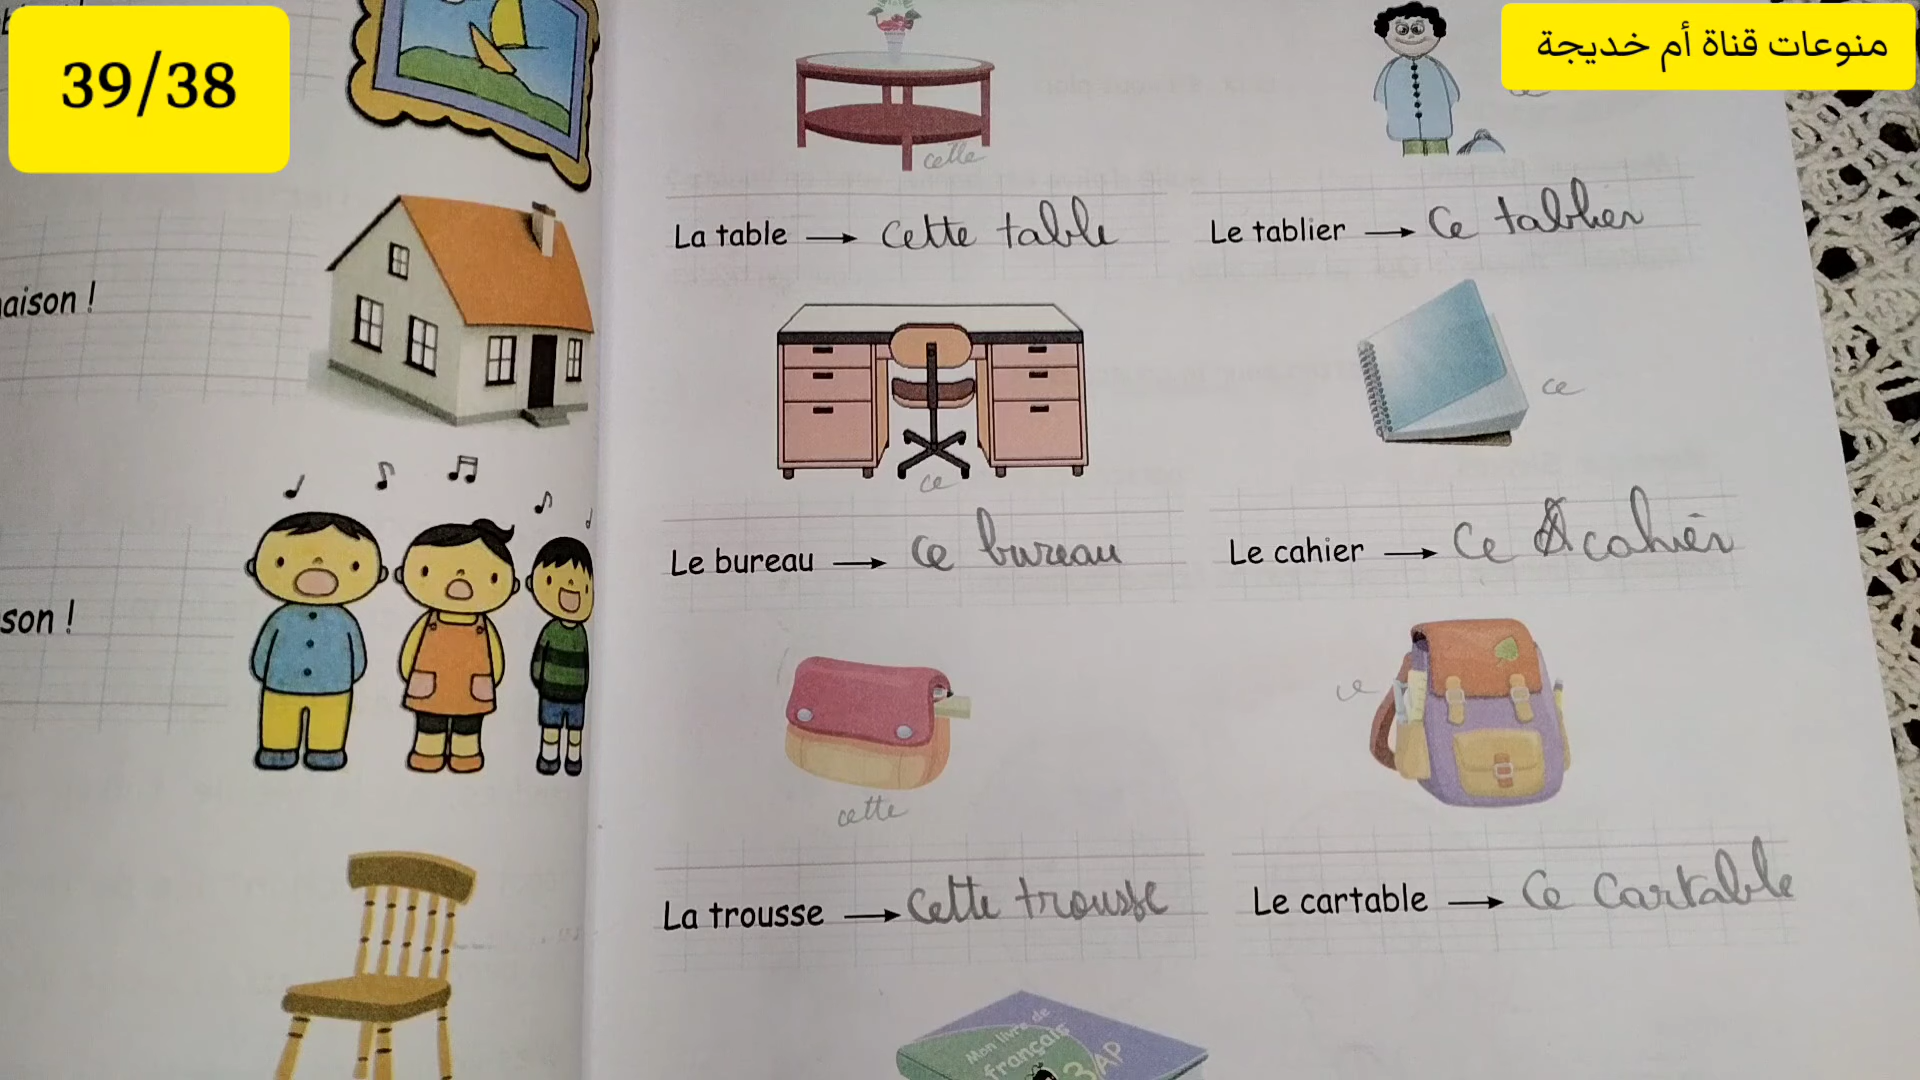 39/38
منوعات قناة أم خديجة
aison !
son !
cette
La table → cette table
Le tablier → Ce tablier
ce
ce
Le bureau → ce bureau
Le cahier → Ce cahier
ce
cette
La trousse → cette trousse
Le cartable → Ce Cartable
Mon livre de
français
3AP